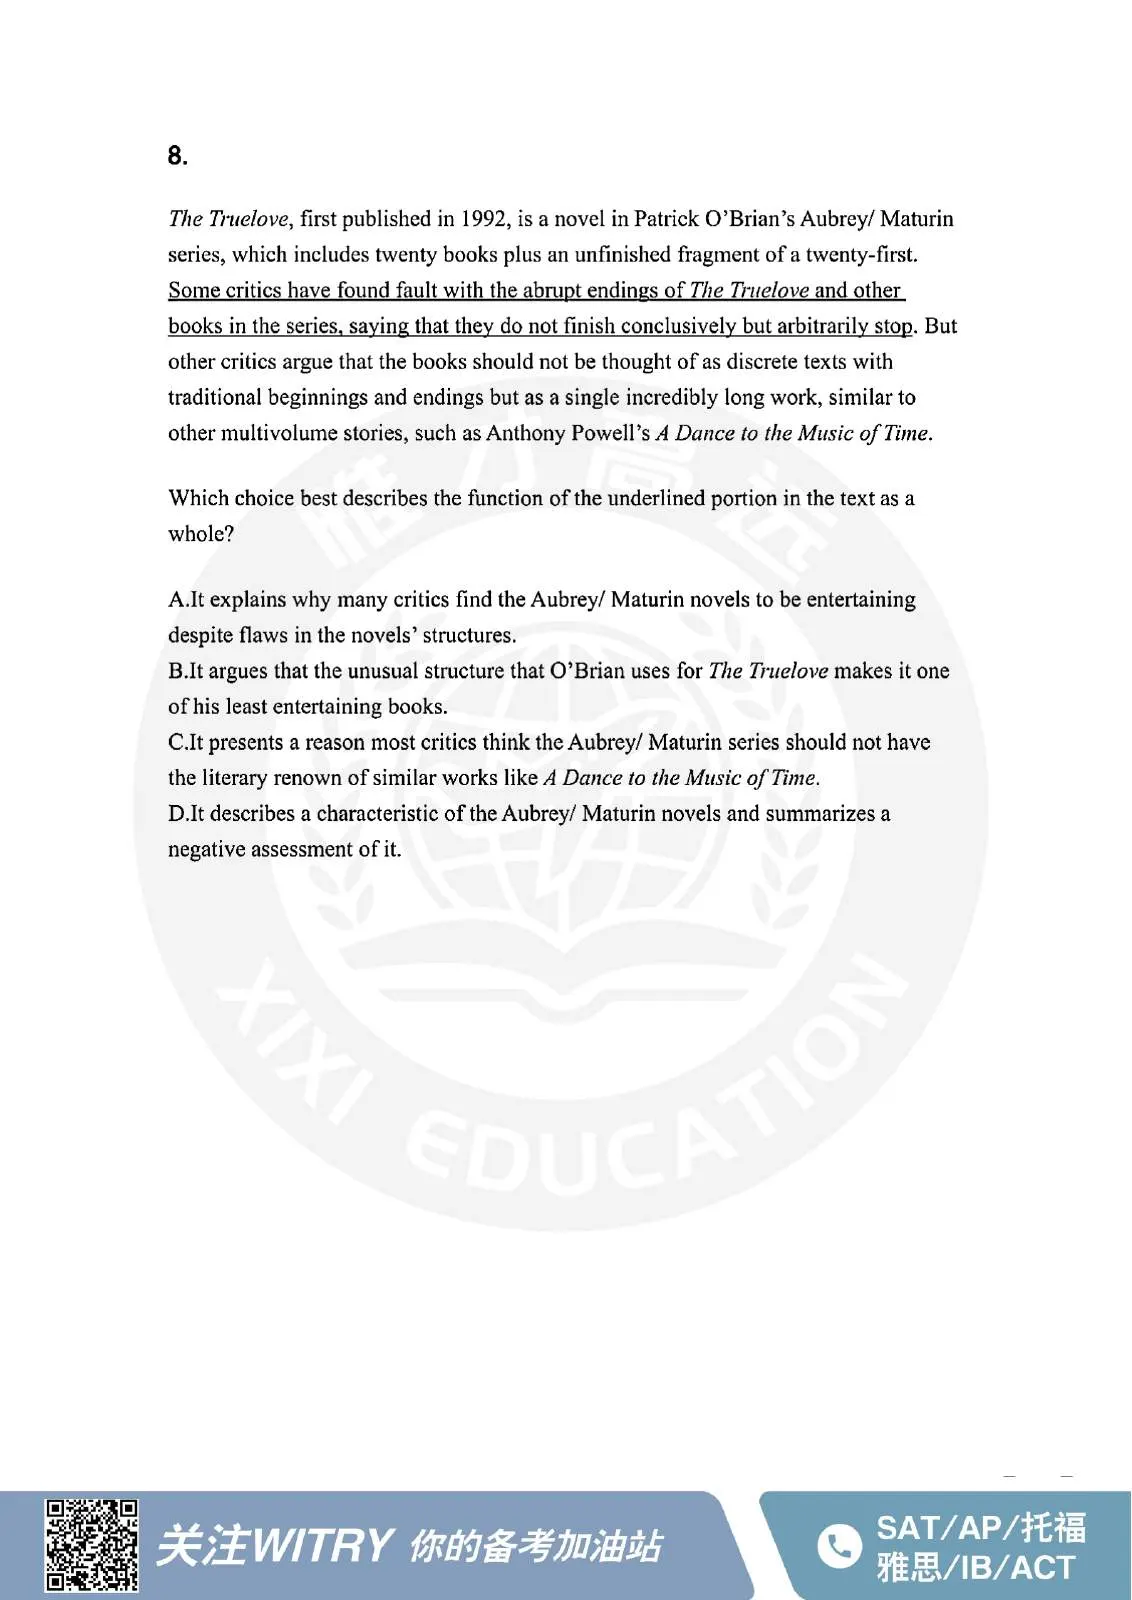 8.
The Truelove, first published in 1992, is a novel in Patrick O’Brian’s Aubrey/ Maturin
series, which includes twenty books plus an unfinished fragment of a twenty-first.
Some critics have found fault with the abrupt endings of The Truelove and other
books in the series, saying that they do not finish conclusively but arbitrarily stop. But
other critics argue that the books should not be thought of as discrete texts with
traditional beginnings and endings but as a single incredibly long work, similar to
other multivolume stories, such as Anthony Powell’s A Dance to the Music of Time.
Which choice best describes the function of the underlined portion in the text as a
whole?
A.It explains why many critics find the Aubrey/ Maturin novels to be entertaining
despite flaws in the novels’ structures.
B.It argues that the unusual structure that O’Brian uses for The Truelove makes it one
of his least entertaining books.
C.It presents a reason most critics think the Aubrey/ Maturin series should not have
the literary renown of similar works like A Dance to the Music of Time.
D.It describes a characteristic of the Aubrey/ Maturin novels and summarizes a
negative assessment of it.
惟才高远
XIXI EDUCATION
关注WITRY 你的备考加油站
SAT/AP/托福
雅思/IB/ACT